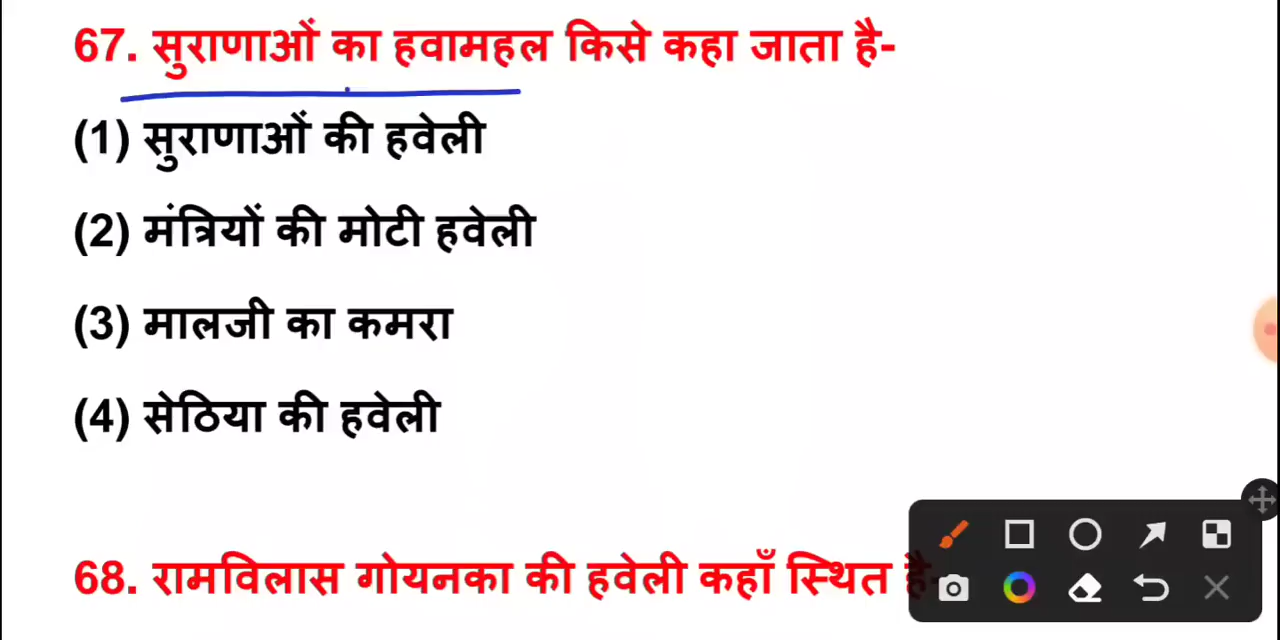 67. सुराणाओं का हवामहल किसे कहा जाता है-
(1) सुराणाओं की हवेली
(2) मंत्रियों की मोटी हवेली
(3) मालजी का कमरा
(4) सेठिया की हवेली
68. रामविलास गोयनका की हवेली कहाँ स्थित है-